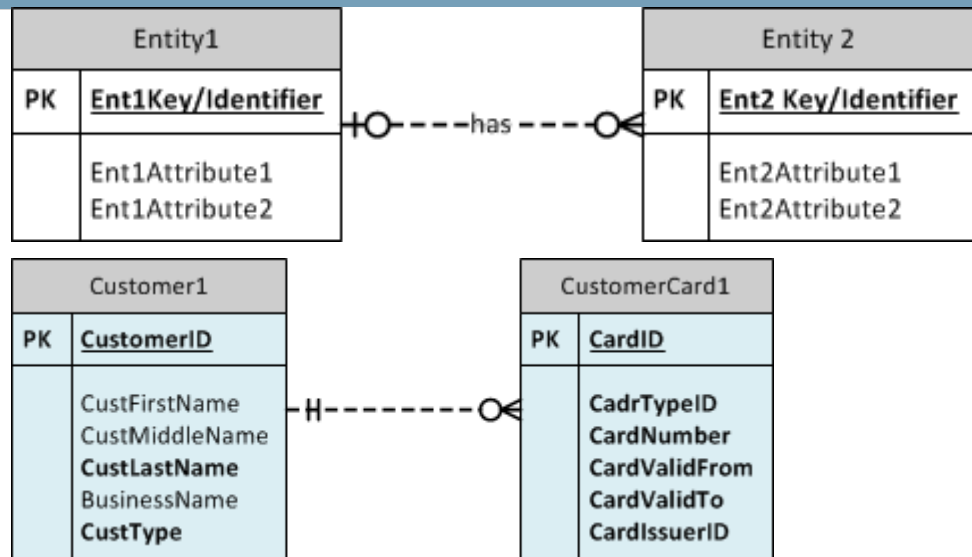 Entity1
PK Ent1Key/Identifier
Ent1Attribute1
Ent1Attribute2
has
Entity 2
PK Ent2 Key/Identifier
Ent2Attribute1
Ent2Attribute2
Customer1
PK CustomerID
CustFirstName
CustMiddleName
CustLastName
BusinessName
CustType
CustomerCard1
PK CardID
CadrTypeID
CardNumber
CardValidFrom
CardValidTo
CardIssuerID